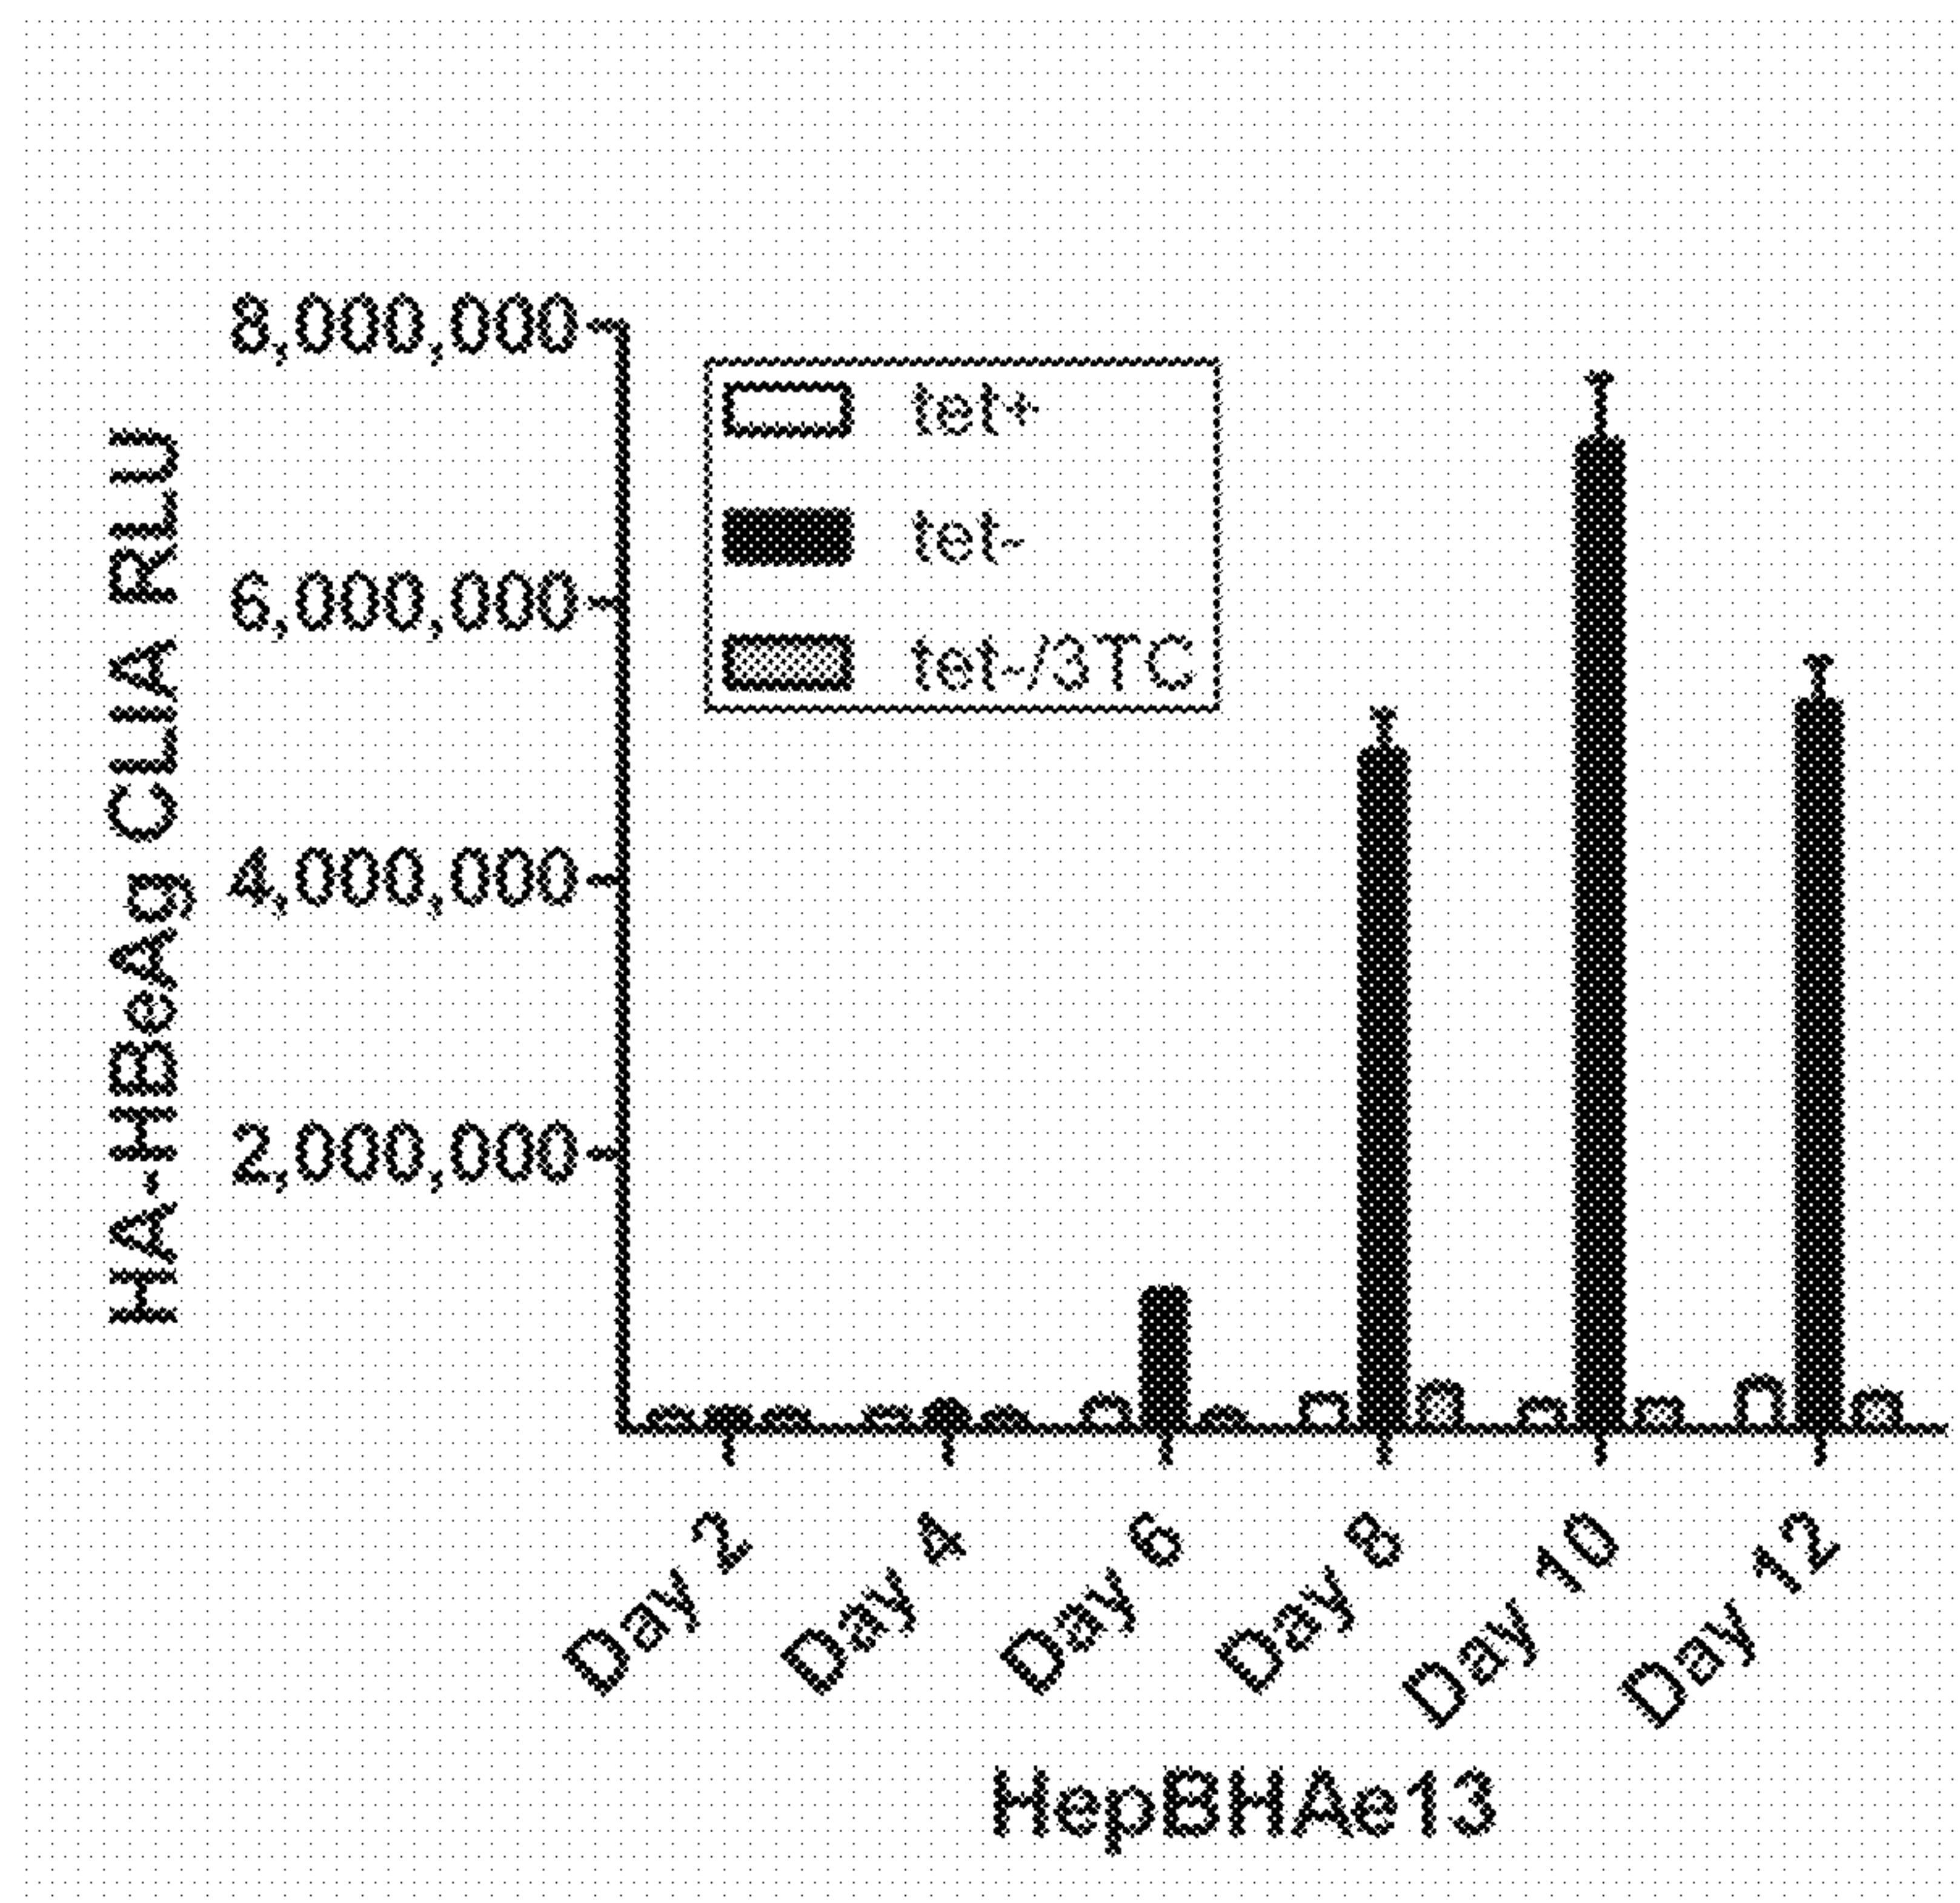 HA-HBeAg CLIA RLU
8,000,000
6,000,000
4,000,000
2,000,000
tet+
tet-
tet-/3TC
Day 2
Day 4
Day 6
Day 8
Day 10
Day 12
HepBHAe13